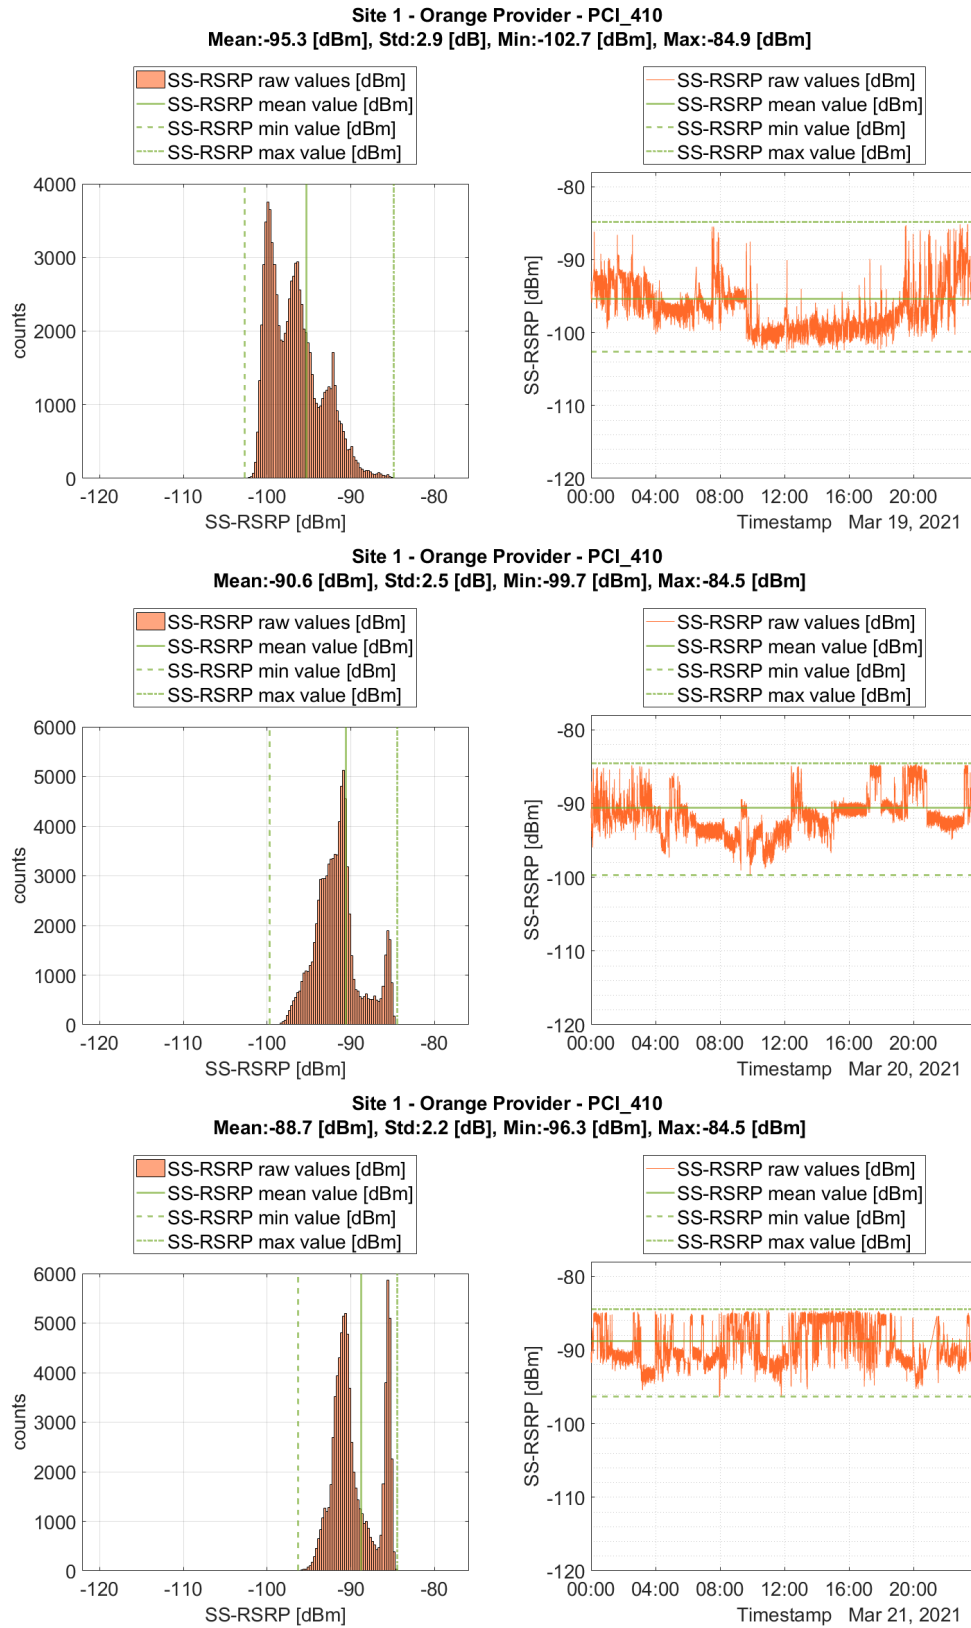 Site 1 - Orange Provider - PCI_410
Mean:-95.3 [dBm], Std:2.9 [dB], Min:-102.7 [dBm], Max:-84.9 [dBm]
SS-RSRP raw values [dBm]
SS-RSRP mean value [dBm]
SS-RSRP min value [dBm]
SS-RSRP max value [dBm]
4000
3000
2000
1000
0
counts
-120 -110 -100 -90 -80
SS-RSRP [dBm]
SS-RSRP raw values [dBm]
SS-RSRP mean value [dBm]
SS-RSRP min value [dBm]
SS-RSRP max value [dBm]
-80
-90
-100
-110
-120
SS-RSRP [dBm]
00:00 04:00 08:00 12:00 16:00 20:00
Timestamp Mar 19, 2021
Site 1 - Orange Provider - PCI_410
Mean:-90.6 [dBm], Std:2.5 [dB], Min:-99.7 [dBm], Max:-84.5 [dBm]
SS-RSRP raw values [dBm]
SS-RSRP mean value [dBm]
SS-RSRP min value [dBm]
SS-RSRP max value [dBm]
6000
5000
4000
3000
2000
1000
0
counts
-120 -110 -100 -90 -80
SS-RSRP [dBm]
SS-RSRP raw values [dBm]
SS-RSRP mean value [dBm]
SS-RSRP min value [dBm]
SS-RSRP max value [dBm]
-80
-90
-100
-110
-120
SS-RSRP [dBm]
00:00 04:00 08:00 12:00 16:00 20:00
Timestamp Mar 20, 2021
Site 1 - Orange Provider - PCI_410
Mean:-88.7 [dBm], Std:2.2 [dB], Min:-96.3 [dBm], Max:-84.5 [dBm]
SS-RSRP raw values [dBm]
SS-RSRP mean value [dBm]
SS-RSRP min value [dBm]
SS-RSRP max value [dBm]
6000
5000
4000
3000
2000
1000
0
counts
-120 -110 -100 -90 -80
SS-RSRP [dBm]
SS-RSRP raw values [dBm]
SS-RSRP mean value [dBm]
SS-RSRP min value [dBm]
SS-RSRP max value [dBm]
-80
-90
-100
-110
-120
SS-RSRP [dBm]
00:00 04:00 08:00 12:00 16:00 20:00
Timestamp Mar 21, 2021